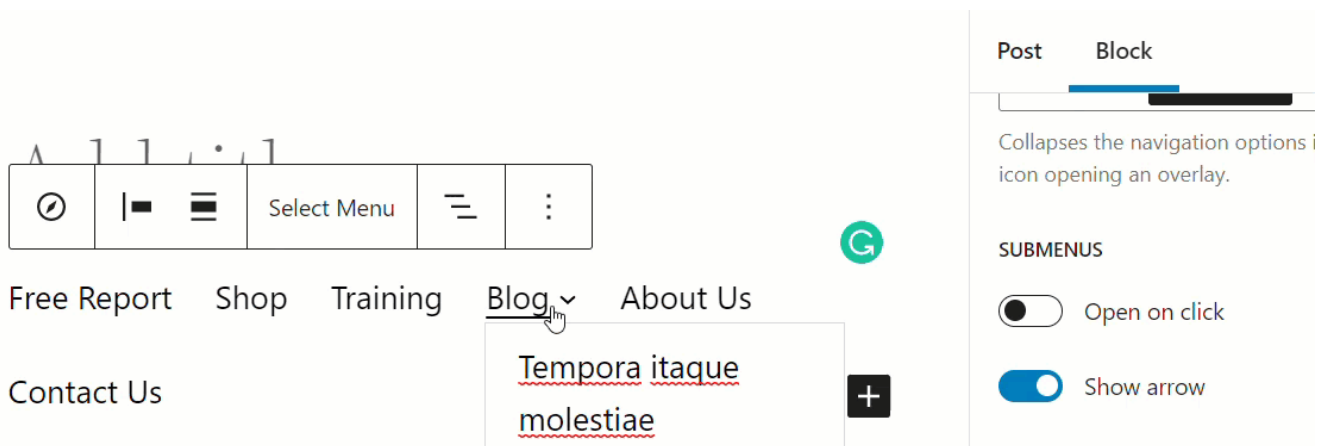 Post Block
Collapses the navigation options i
icon opening an overlay.
Select Menu
SUBMENUS
Free Report Shop Training Blog About Us
Open on click
Tempora itaque
molestiae
Contact Us
Show arrow